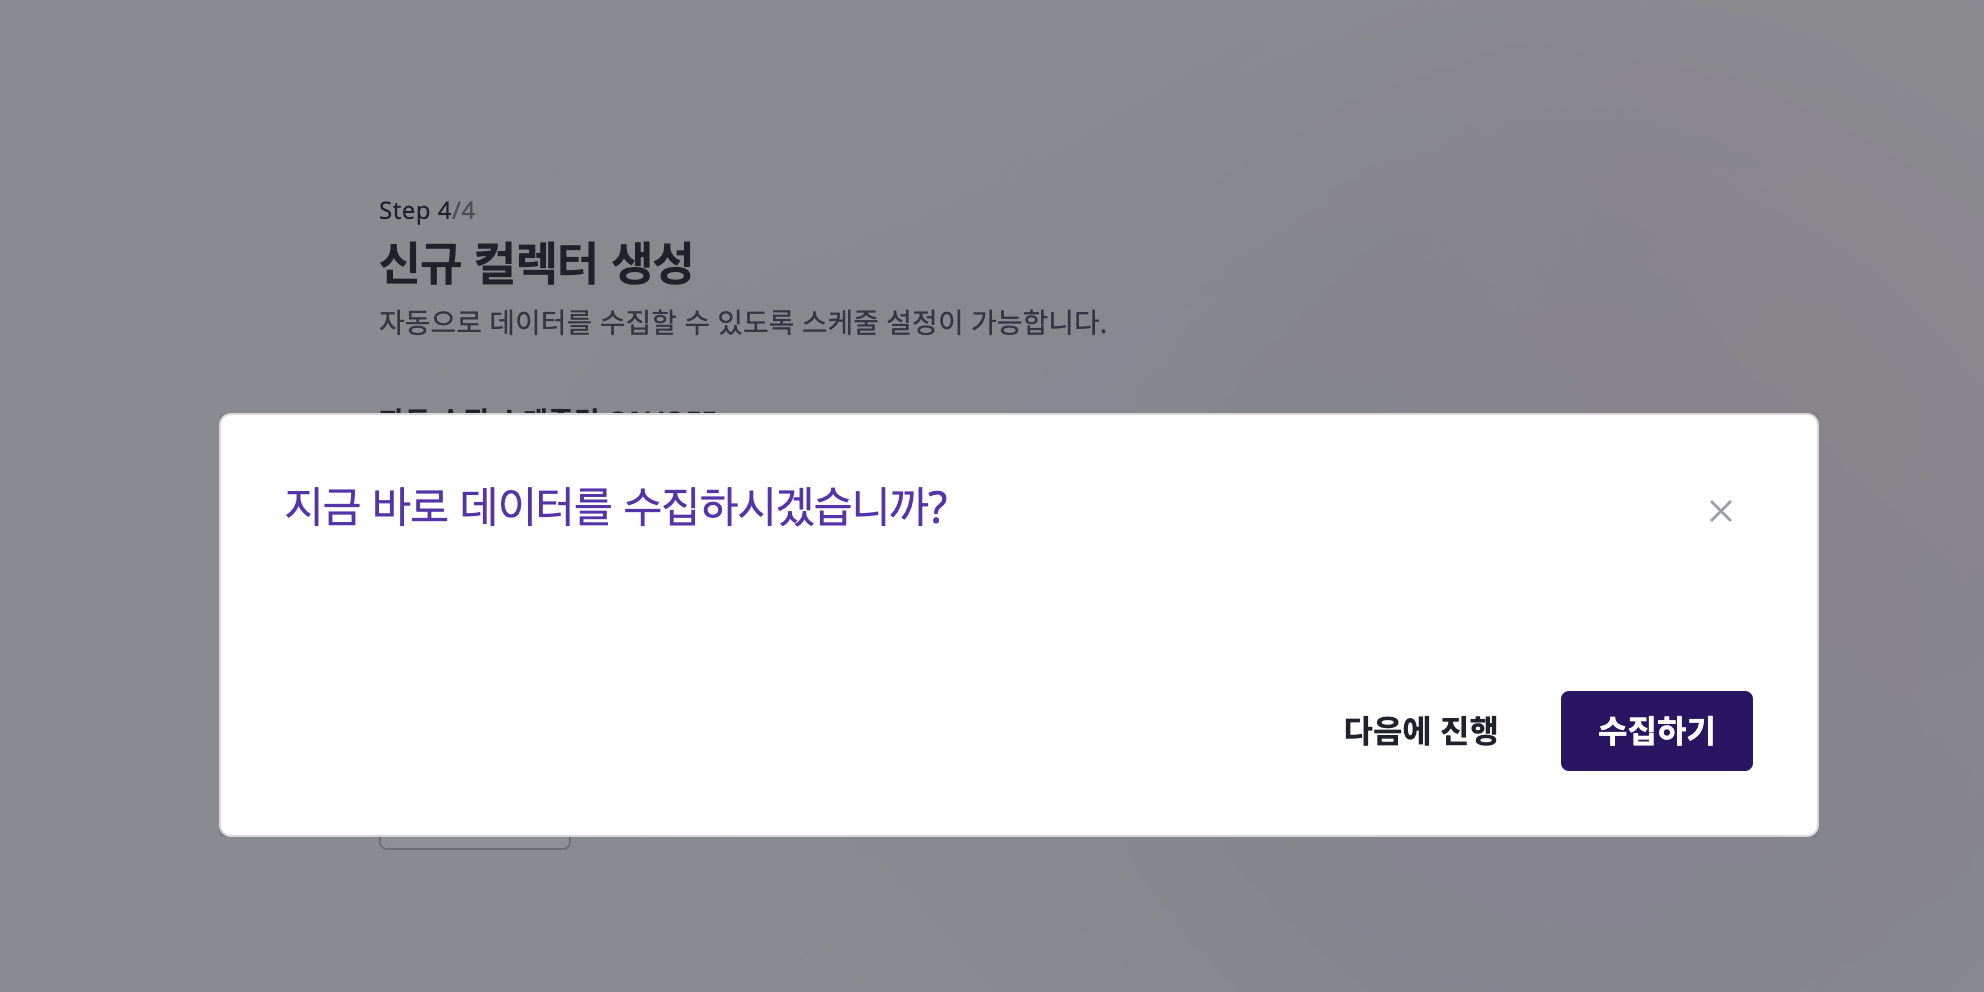 Step 4/4
신규 컬렉터 생성
자동으로 데이터를 수집할 수 있도록 스케줄 설정이 가능합니다.
지금 바로 데이터를 수집하시겠습니까?
다음에 진행
수집하기